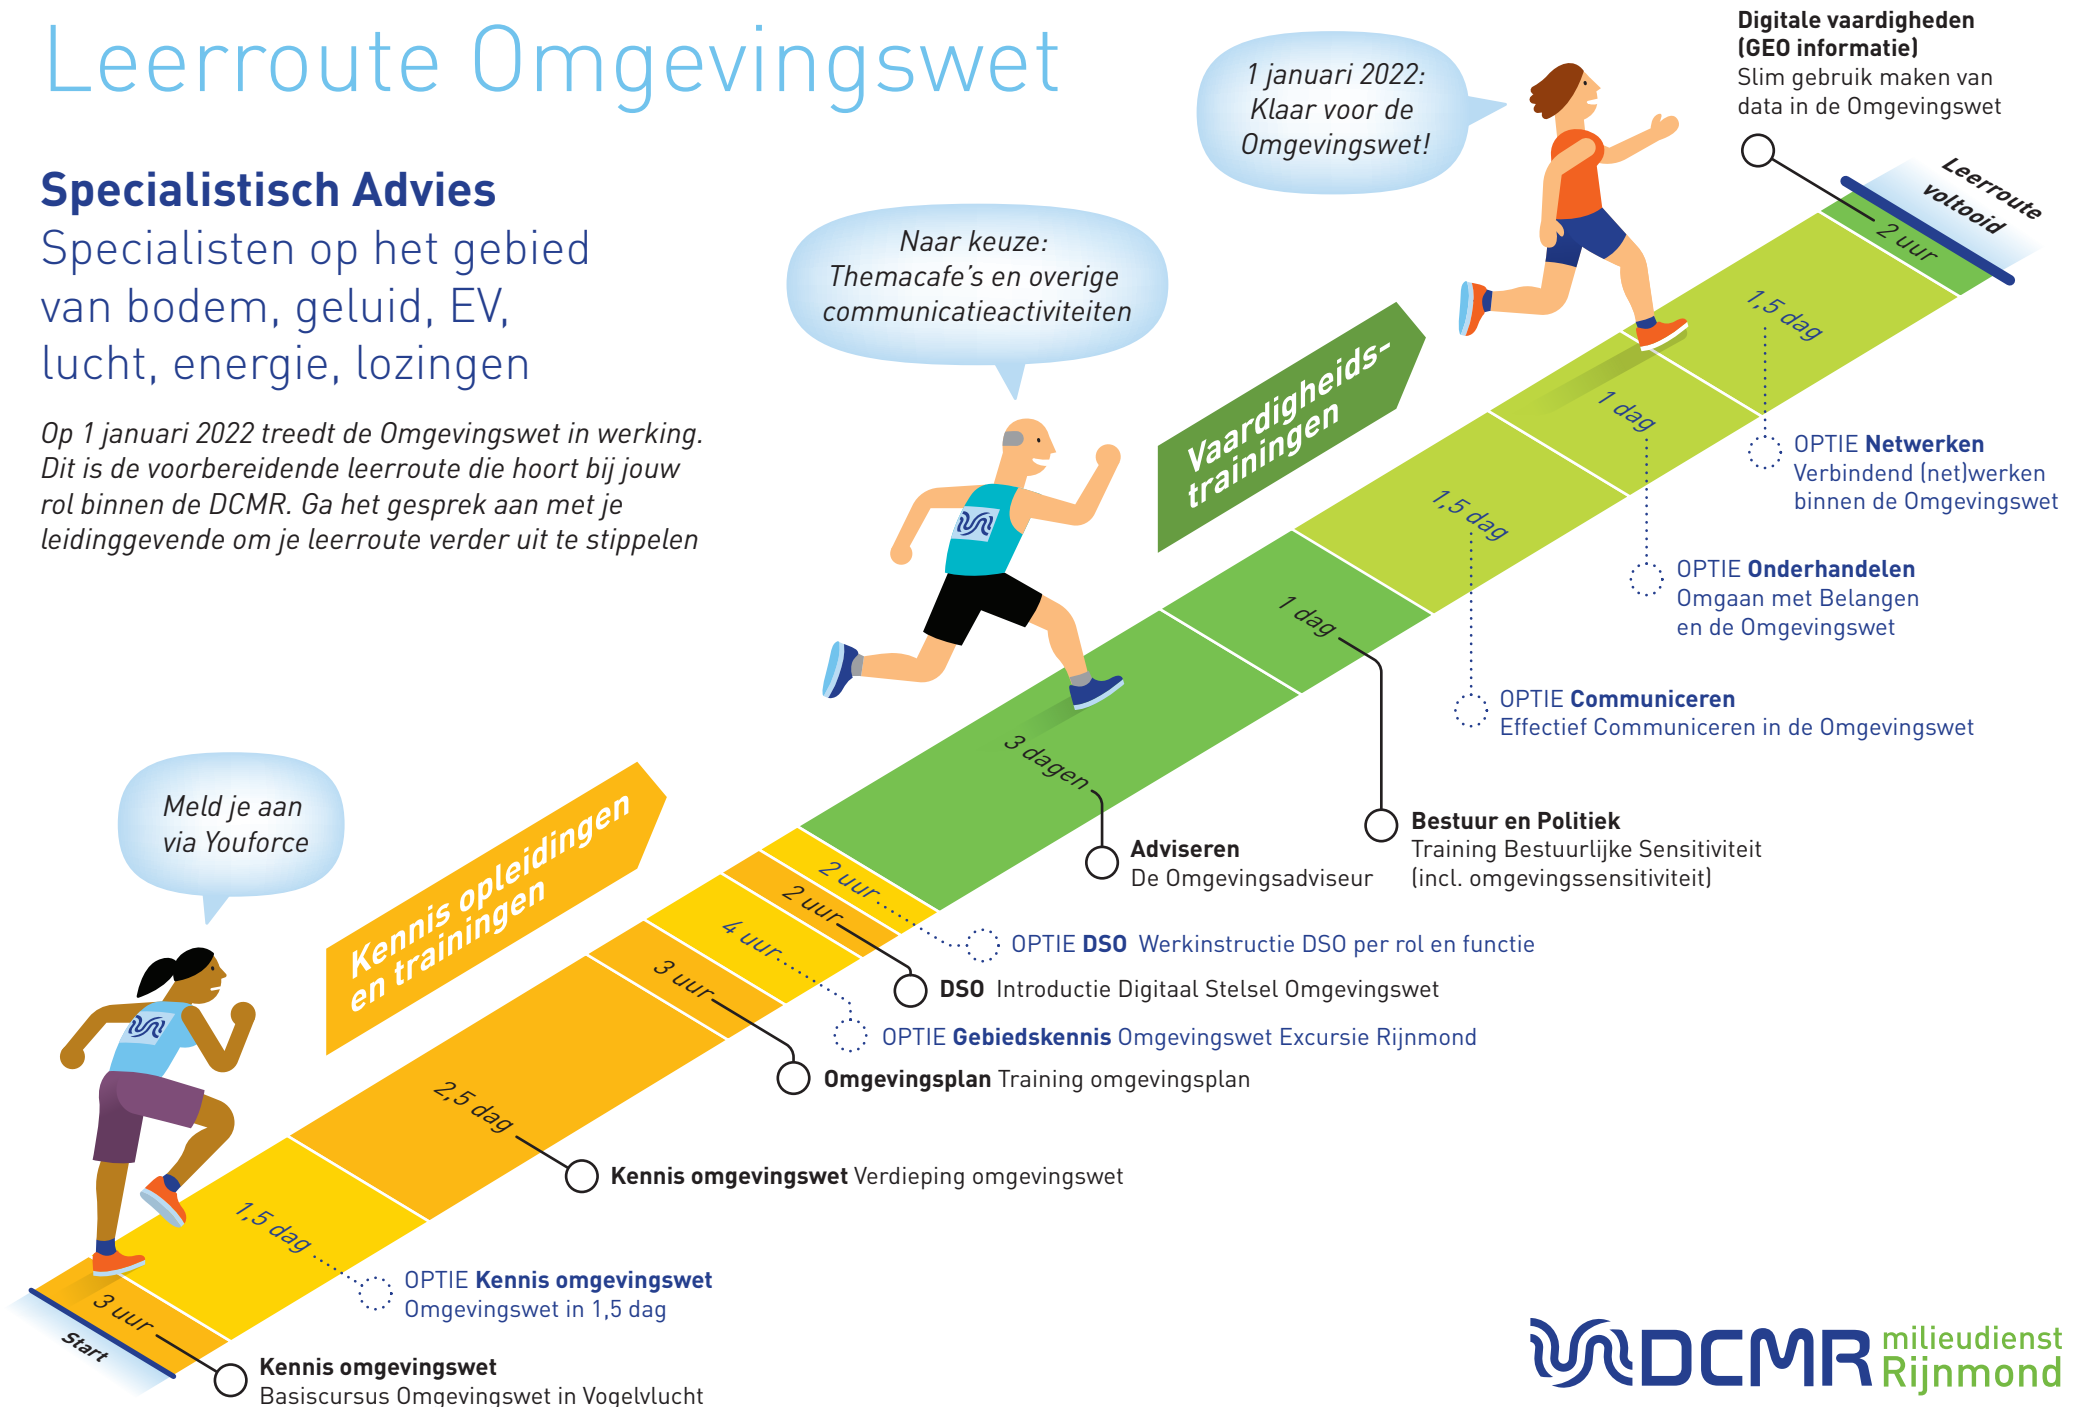 Leerroute Omgevingswet
Specialistisch Advies
Specialisten op het gebied
van bodem, geluid, EV,
lucht, energie, lozingen
Op 1 januari 2022 treedt de Omgevingswet in werking.
Dit is de voorbereidende leerroute die hoort bij jouw
rol binnen de DCMR. Ga het gesprek aan met je
leidinggevende om je leerroute verder uit te stippelen
1 januari 2022:
Klaar voor de
Omgevingswet!
Naar keuze:
Themacafe's en overige
communicatieactiviteiten
Meld je aan
via Youforce
Digitale vaardigheden
(GEO informatie)
Slim gebruik maken van
data in de Omgevingswet
Leerroute
voltooid
2 uur
1,5 dag
OPTIE Netwerken
Verbindend (net)werken
binnen de Omgevingswet
1 dag
OPTIE Onderhandelen
Omgaan met Belangen
en de Omgevingswet
1,5 dag
OPTIE Communiceren
Effectief Communiceren in de Omgevingswet
Vaardigheids-
trainingen
1 dag
Bestuur en Politiek
Training Bestuurlijke Sensitiviteit
(incl. omgevingssensitiviteit)
3 dagen
Adviseren
De Omgevingsadviseur
Kennis opleidingen
en trainingen
2 uur
OPTIE DSO Werkinstructie DSO per rol en functie
2 uur
DSO Introductie Digitaal Stelsel Omgevingswet
4 uur
OPTIE Gebiedskennis Omgevingswet Excursie Rijnmond
3 uur
Omgevingsplan Training omgevingsplan
2,5 dag
Kennis omgevingswet Verdieping omgevingswet
1,5 dag
OPTIE Kennis omgevingswet
Omgevingswet in 1,5 dag
3 uur
Start
Kennis omgevingswet
Basiscursus Omgevingswet in Vogelvlucht
DCMR milieudienst
Rijnmond